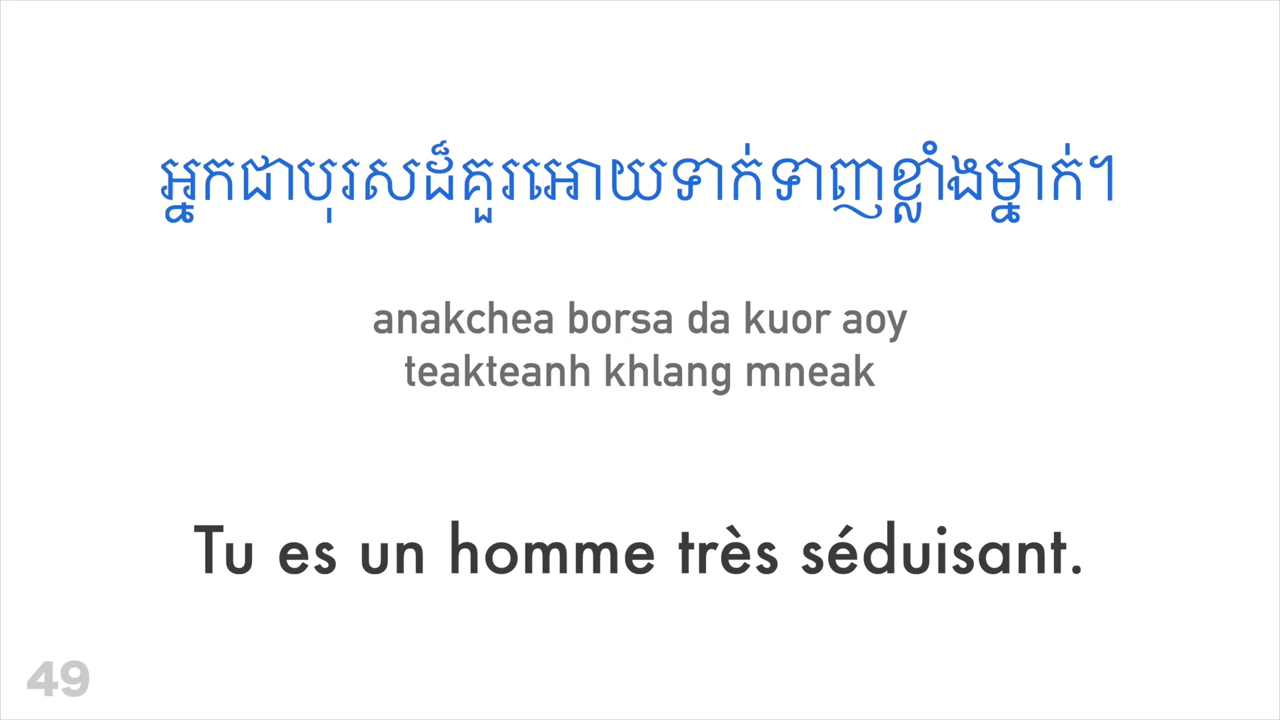 អ្នកជាបុរសដ៏គួរអោយទាក់ទាញខ្លាំងម្នាក់។
anakchea borsa da kuor aoy
teakteanh khlang mneak
Tu es un homme très séduisant.
49